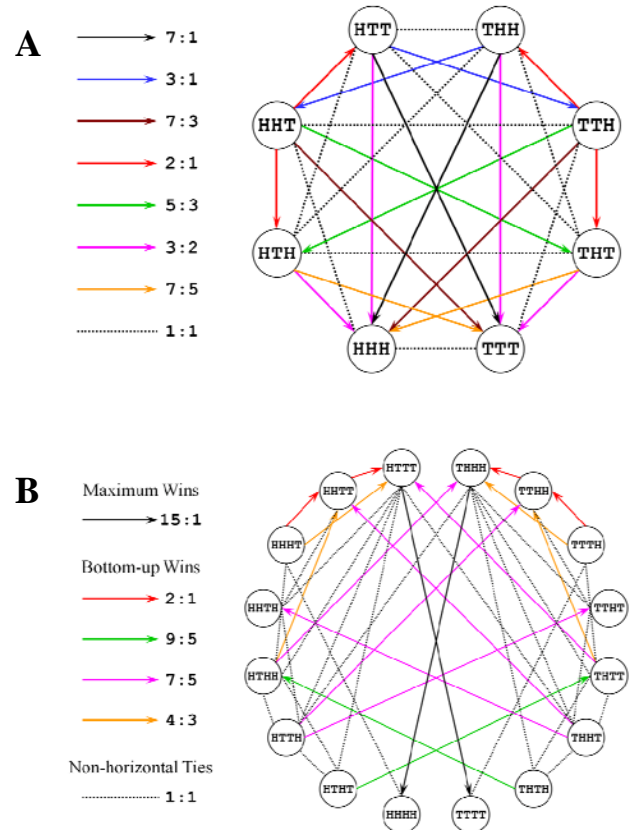 A
7:1
3:1
7:3
2:1
5:3
3:2
7:5
1:1
HTT THH
HHT TTH
HTH THT
HHH TTT
B
Maximum Wins
15:1
Bottom-up Wins
2:1
9:5
7:5
4:3
Non-horizontal Ties
1:1
HTTT THHH
HHTT TTHH
HHHT TTTH
HHTH TTHT
HTHH THTT
HTTH THHT
HTHT THTH
HHHH TTTT